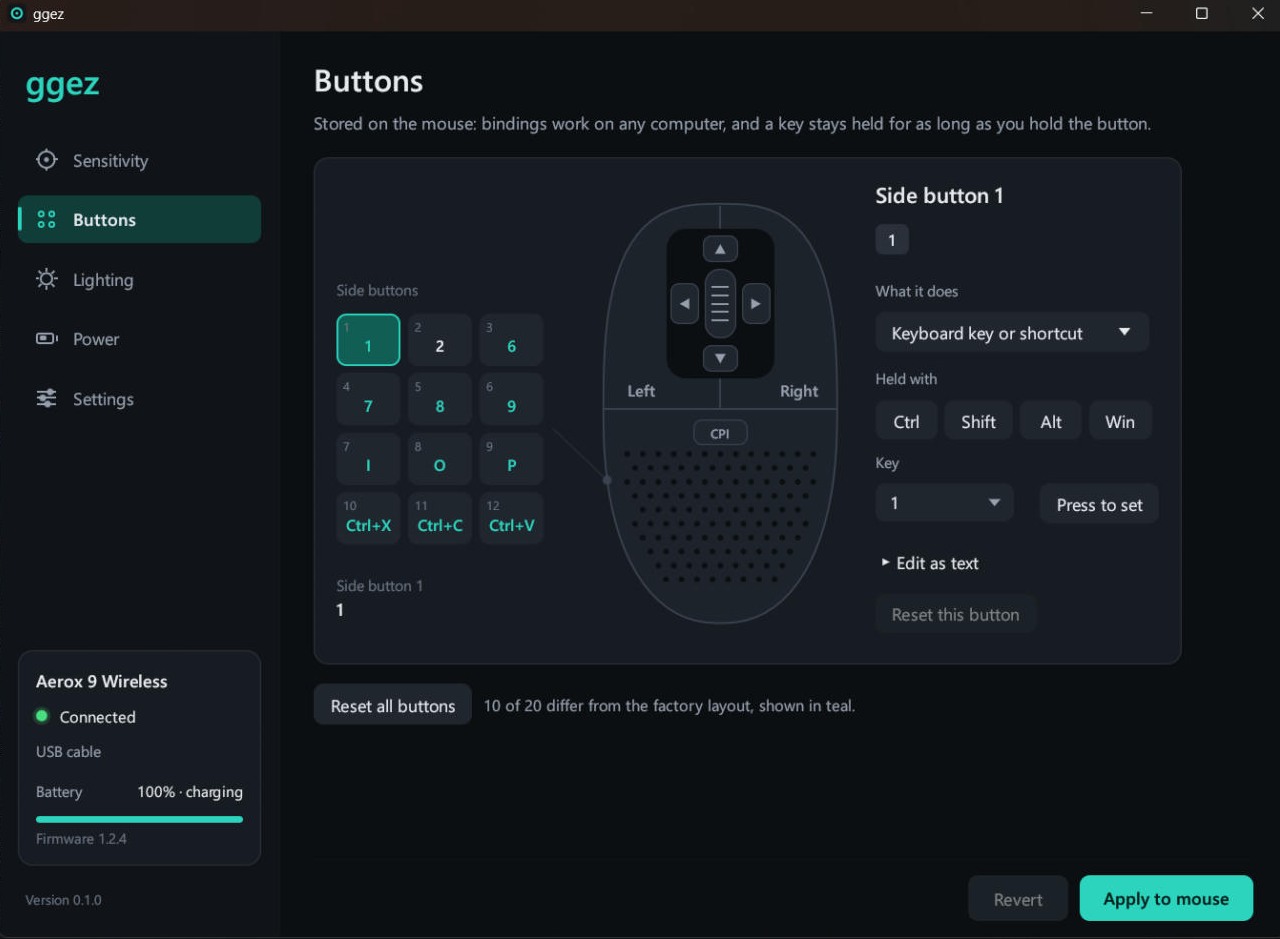 ggez
ggez
Sensitivity
Buttons
Lighting
Power
Settings
Aerox 9 Wireless
Connected
USB cable
Battery 100% · charging
Firmware 1.2.4
Version 0.1.0
Buttons
Stored on the mouse: bindings work on any computer, and a key stays held for as long as you hold the button.
Side buttons
1 1
2 2
3 6
4 7
5 8
6 9
7 I
8 O
9 P
10 Ctrl+X
11 Ctrl+C
12 Ctrl+V
Side button 1
1
Left
Right
CPI
Side button 1
1
What it does
Keyboard key or shortcut
Held with
Ctrl Shift Alt Win
Key
1 Press to set
Edit as text
Reset this button
Reset all buttons 10 of 20 differ from the factory layout, shown in teal.
Revert Apply to mouse